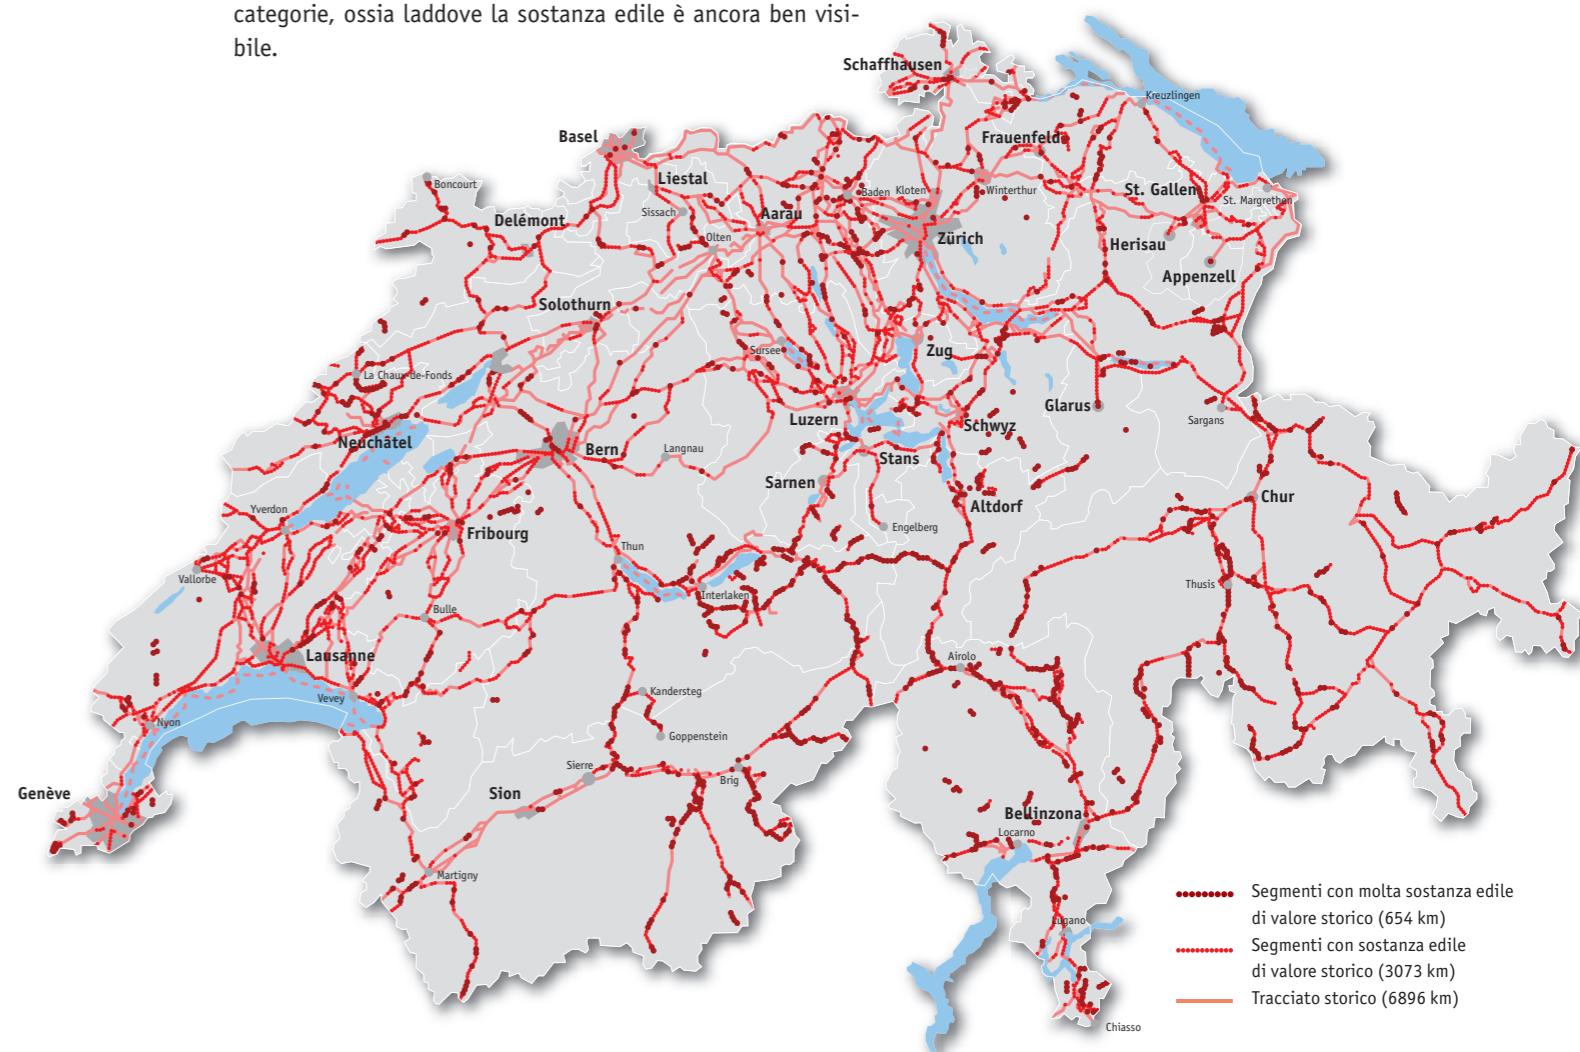 categorie, ossia laddove la sostanza edile è ancora ben visi-
bile.
Schaffhausen
Kreuzlingen
Basel
Frauenfeld
Liestal
Boncourt
Baden
Kloten
Winterthur
St. Gallen
St. Margrethen
Sissach
Aarau
Delémont
Olten
Zürich
Herisau
Appenzell
Solothurn
Sursee
Zug
La Chaux-de-Fonds
Glarus
Sargans
Luzern
Schwyz
Neuchâtel
Bern
Langnau
Stans
Sarnen
Chur
Altdorf
Yverdon
Engelberg
Fribourg
Thun
Vallorbe
Thusis
Interlaken
Bulle
Lausanne
Airolo
Kandersteg
Vevey
Nyon
Goppenstein
Sierre
Brig
Genève
Sion
Bellinzona
Locarno
Martigny
Lugano
Chiasso
Segmenti con molta sostanza edile
di valore storico (654 km)
Segmenti con sostanza edile
di valore storico (3073 km)
Tracciato storico (6896 km)